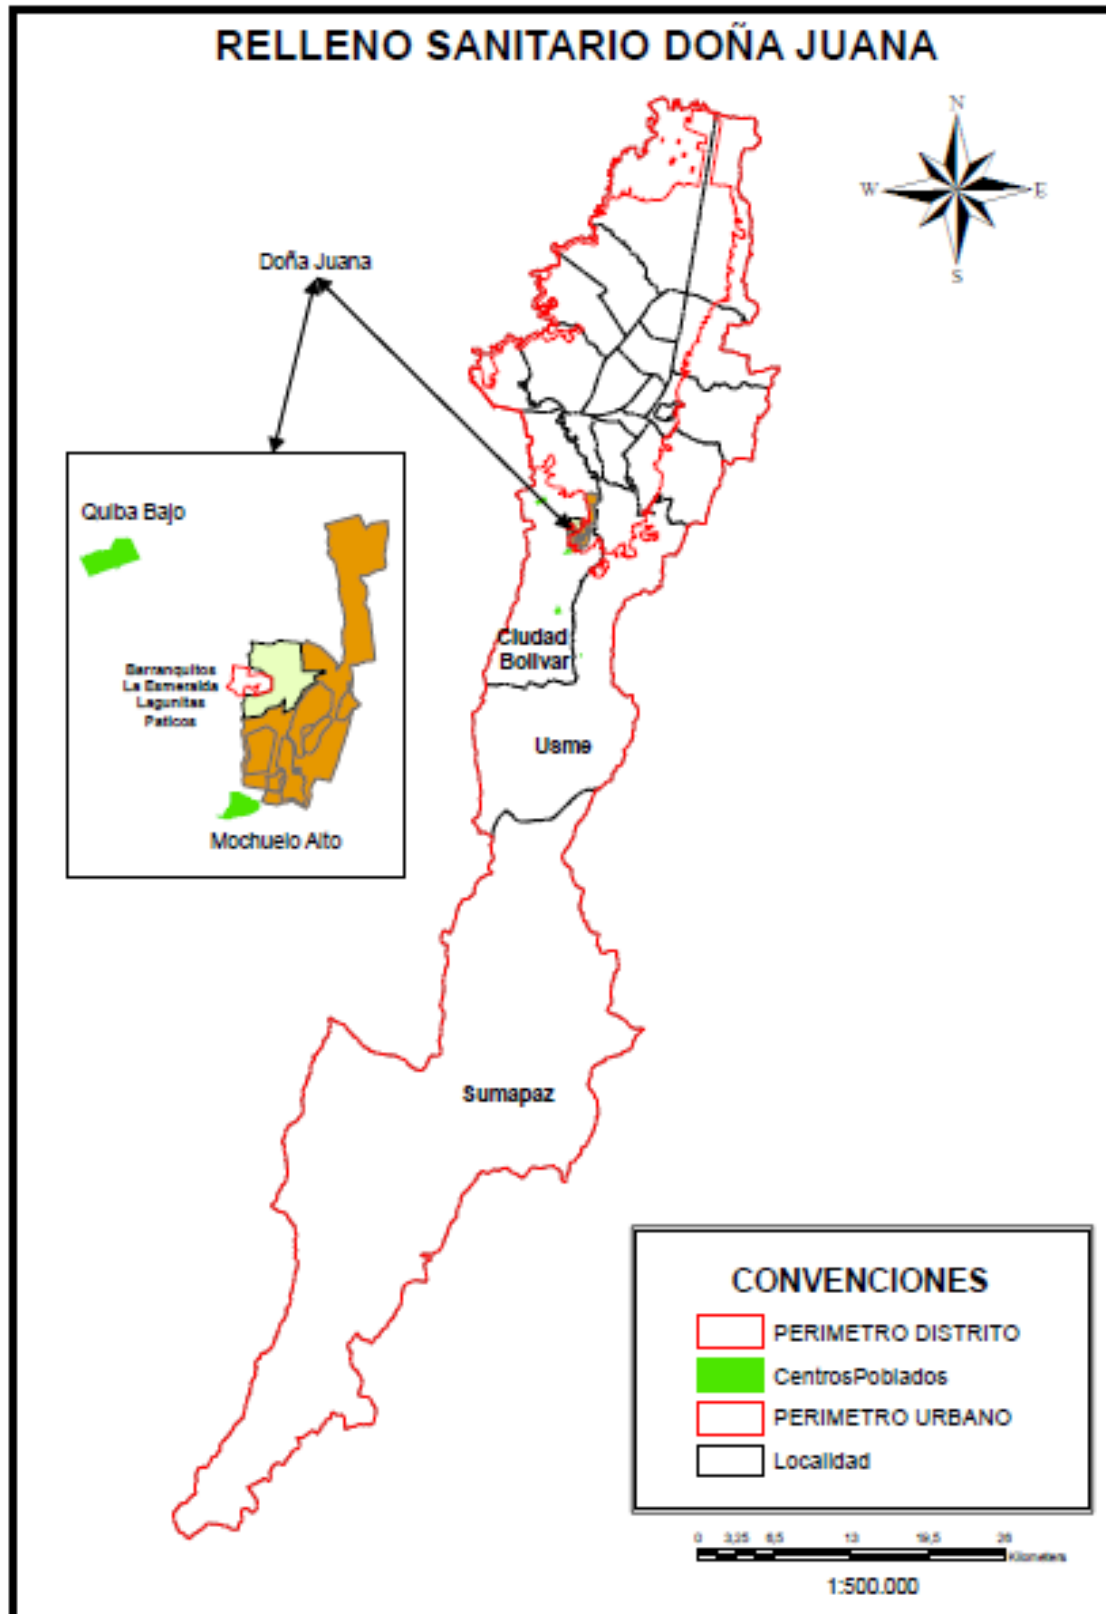 RELLENO SANITARIO DOÑA JUANA
N
W
E
S
Doña Juana
Quiba Bajo
Barranquitos
La Esmeralda
Lagunitas
Paticos
Mochuelo Alto
Ciudad
Bolivar
Usme
Sumapaz
CONVENCIONES
PERIMETRO DISTRITO
CentrosPoblados
PERIMETRO URBANO
Localidad
0 3,25 6,5 13 19,5 26
Kilometers
1:500.000